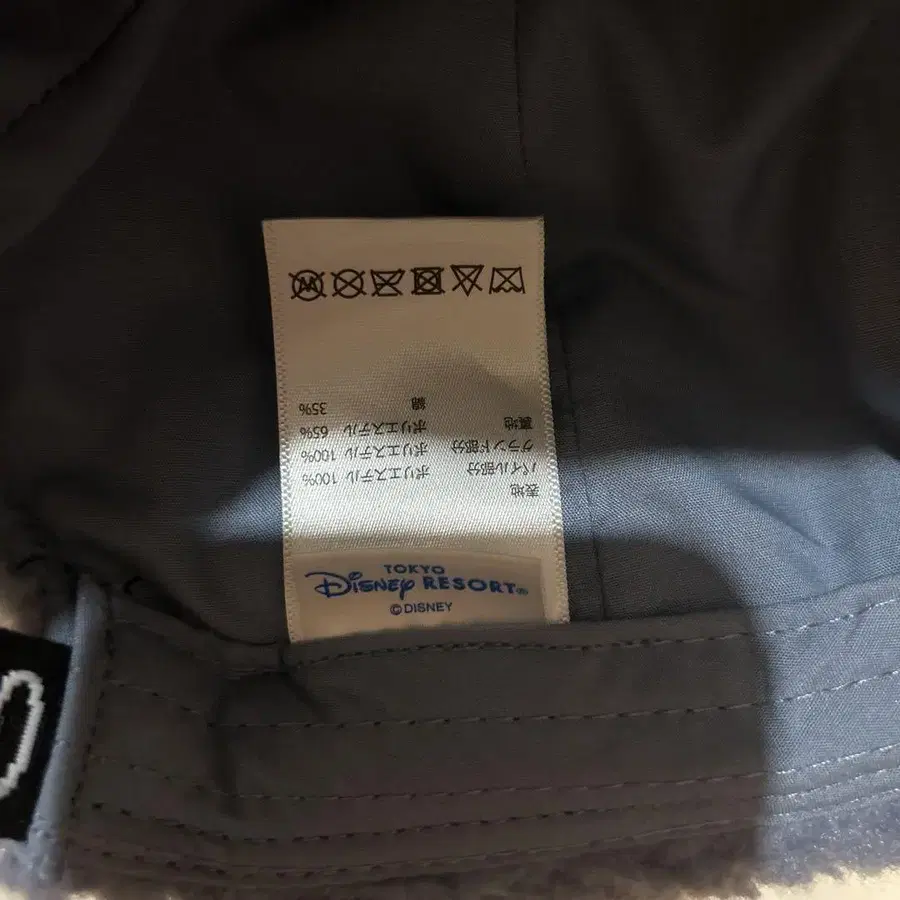 表地
パイル部分 ポリエステル 100%
グランド部分 ポリエステル 100%
裏地 ポリエステル 65%
綿 35%
TOKYO
Disney RESORT®
© DISNEY